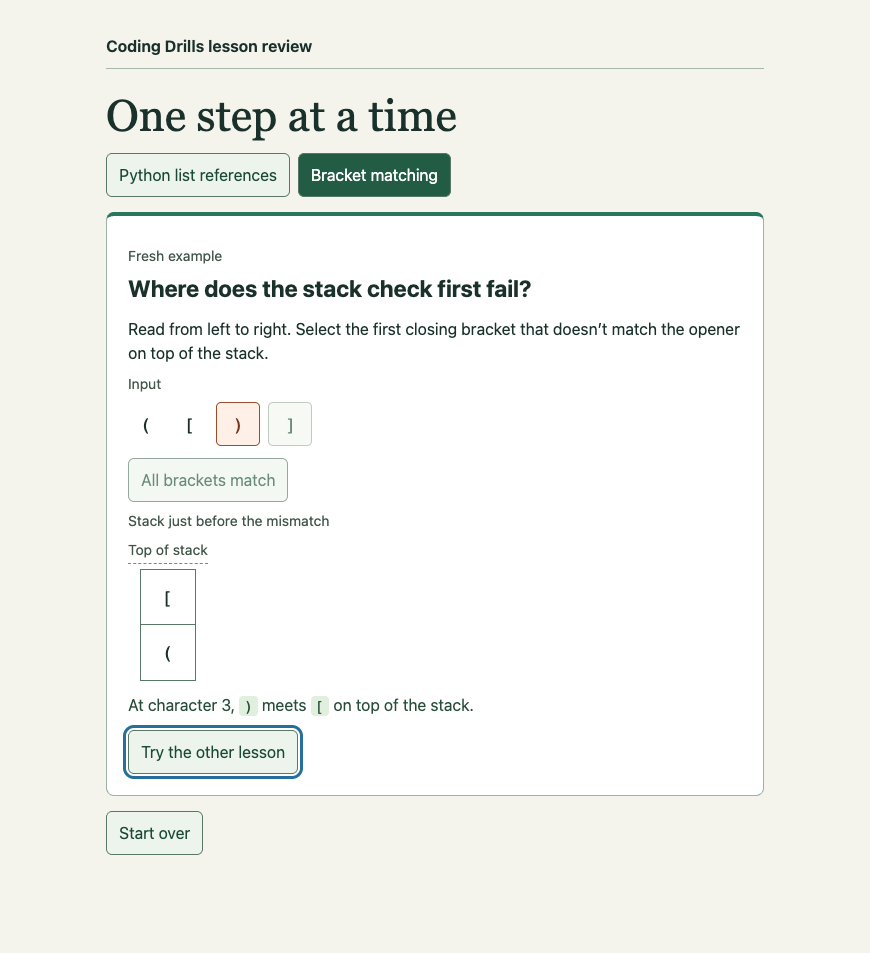 Coding Drills lesson review
One step at a time
Python list references Bracket matching
Fresh example
Where does the stack check first fail?
Read from left to right. Select the first closing bracket that doesn’t match the opener
on top of the stack.
Input
( [ ) ]
All brackets match
Stack just before the mismatch
Top of stack
[
(
At character 3, ) meets [ on top of the stack.
Try the other lesson
Start over